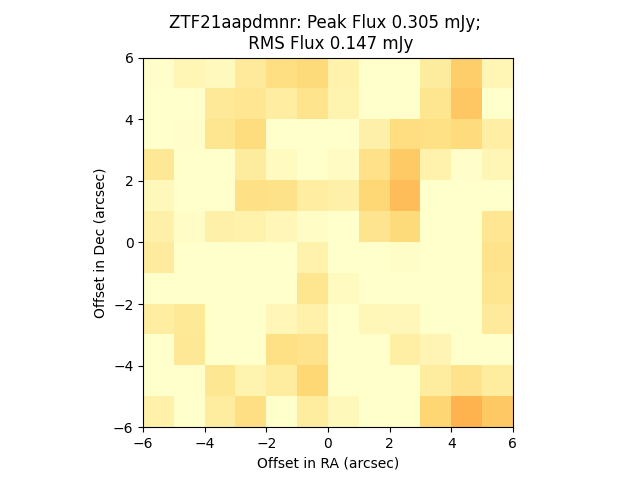 ZTF21aapdmnr: Peak Flux 0.305 mJy;
RMS Flux 0.147 mJy
6
4
2
0
−2
−4
−6
Offset in Dec (arcsec)
−6 −4 −2 0 2 4 6
Offset in RA (arcsec)